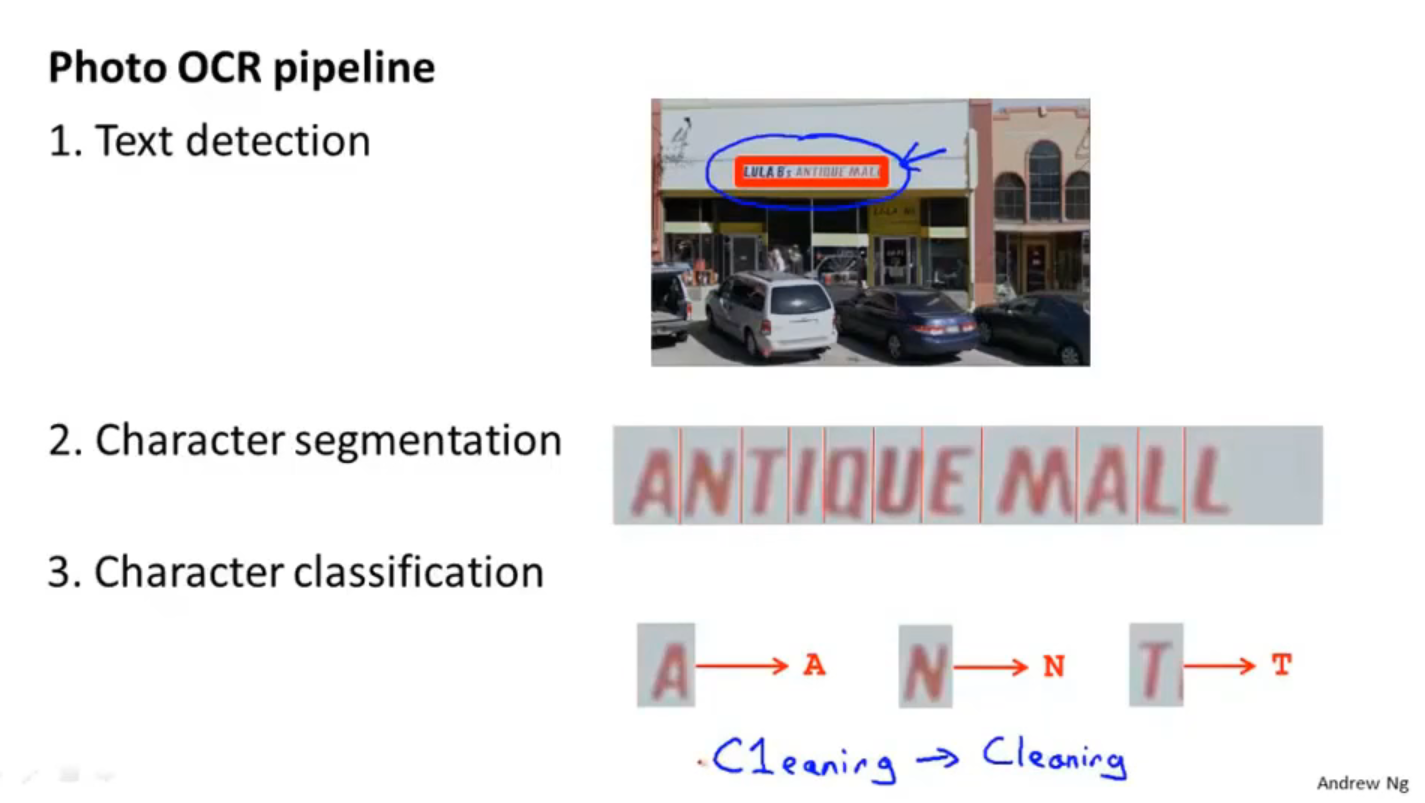 Photo OCR pipeline
1. Text detection
LULA B's ANTIQUE MALL
2. Character segmentation
ANTIQUE MALL
3. Character classification
A → A N → N T → T
C1eaning → Cleaning
Andrew Ng